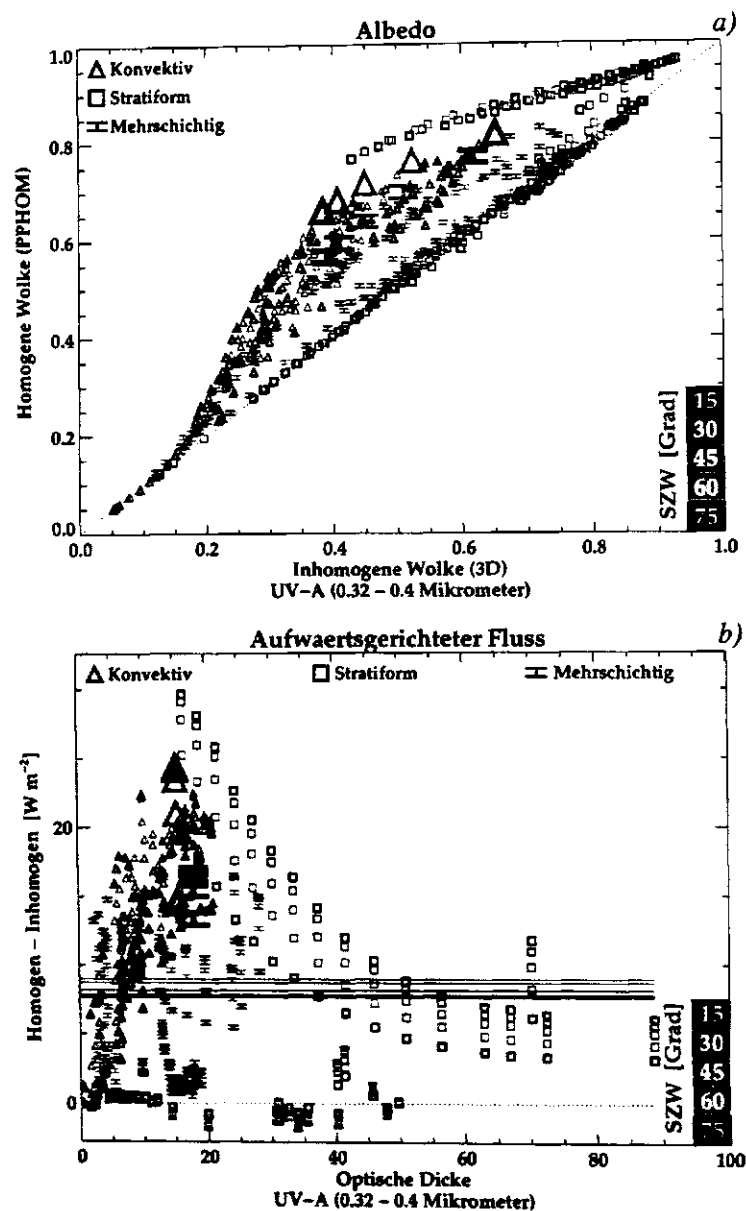 Albedo
a)
Konvektiv
Stratiform
Mehrschichtig
Homogene Wolke (PPHOM)
1.0
0.8
0.6
0.4
0.2
0.0
SZW [Grad]
15
30
45
60
75
0.0 0.2 0.4 0.6 0.8 1.0
Inhomogene Wolke (3D)
UV-A (0.32 – 0.4 Mikrometer)
Aufwaertsgerichteter Fluss
b)
Konvektiv Stratiform Mehrschichtig
Homogen – Inhomogen [W m⁻²]
20
0
SZW [Grad]
15
30
45
60
75
0 20 40 60 80 100
Optische Dicke
UV-A (0.32 – 0.4 Mikrometer)